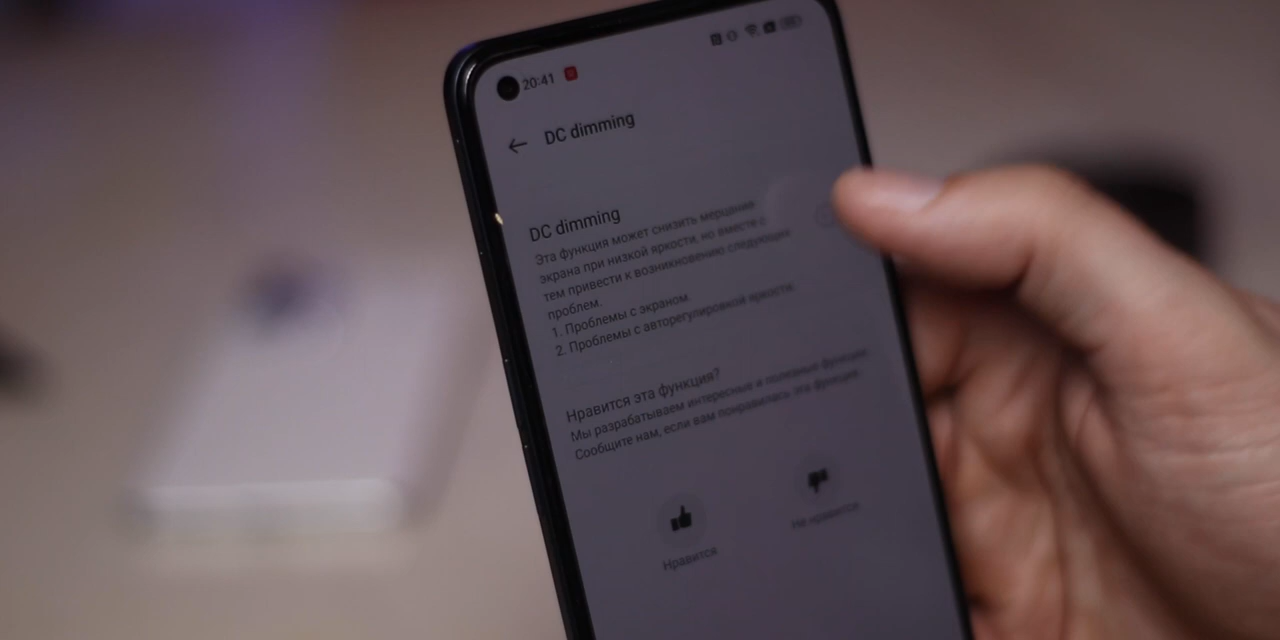 20:41
DC dimming
DC dimming
Эта функция может снизить мерцание
экрана при низкой яркости, но вместе с
тем привести к возникновению следующих
проблем.
1. Проблемы с экраном.
2. Проблемы с авторегулировкой яркости.
Нравится эта функция?
Мы разрабатываем интересные и полезные функции.
Сообщите нам, если вам понравилась эта функция.
Нравится
Не нравится